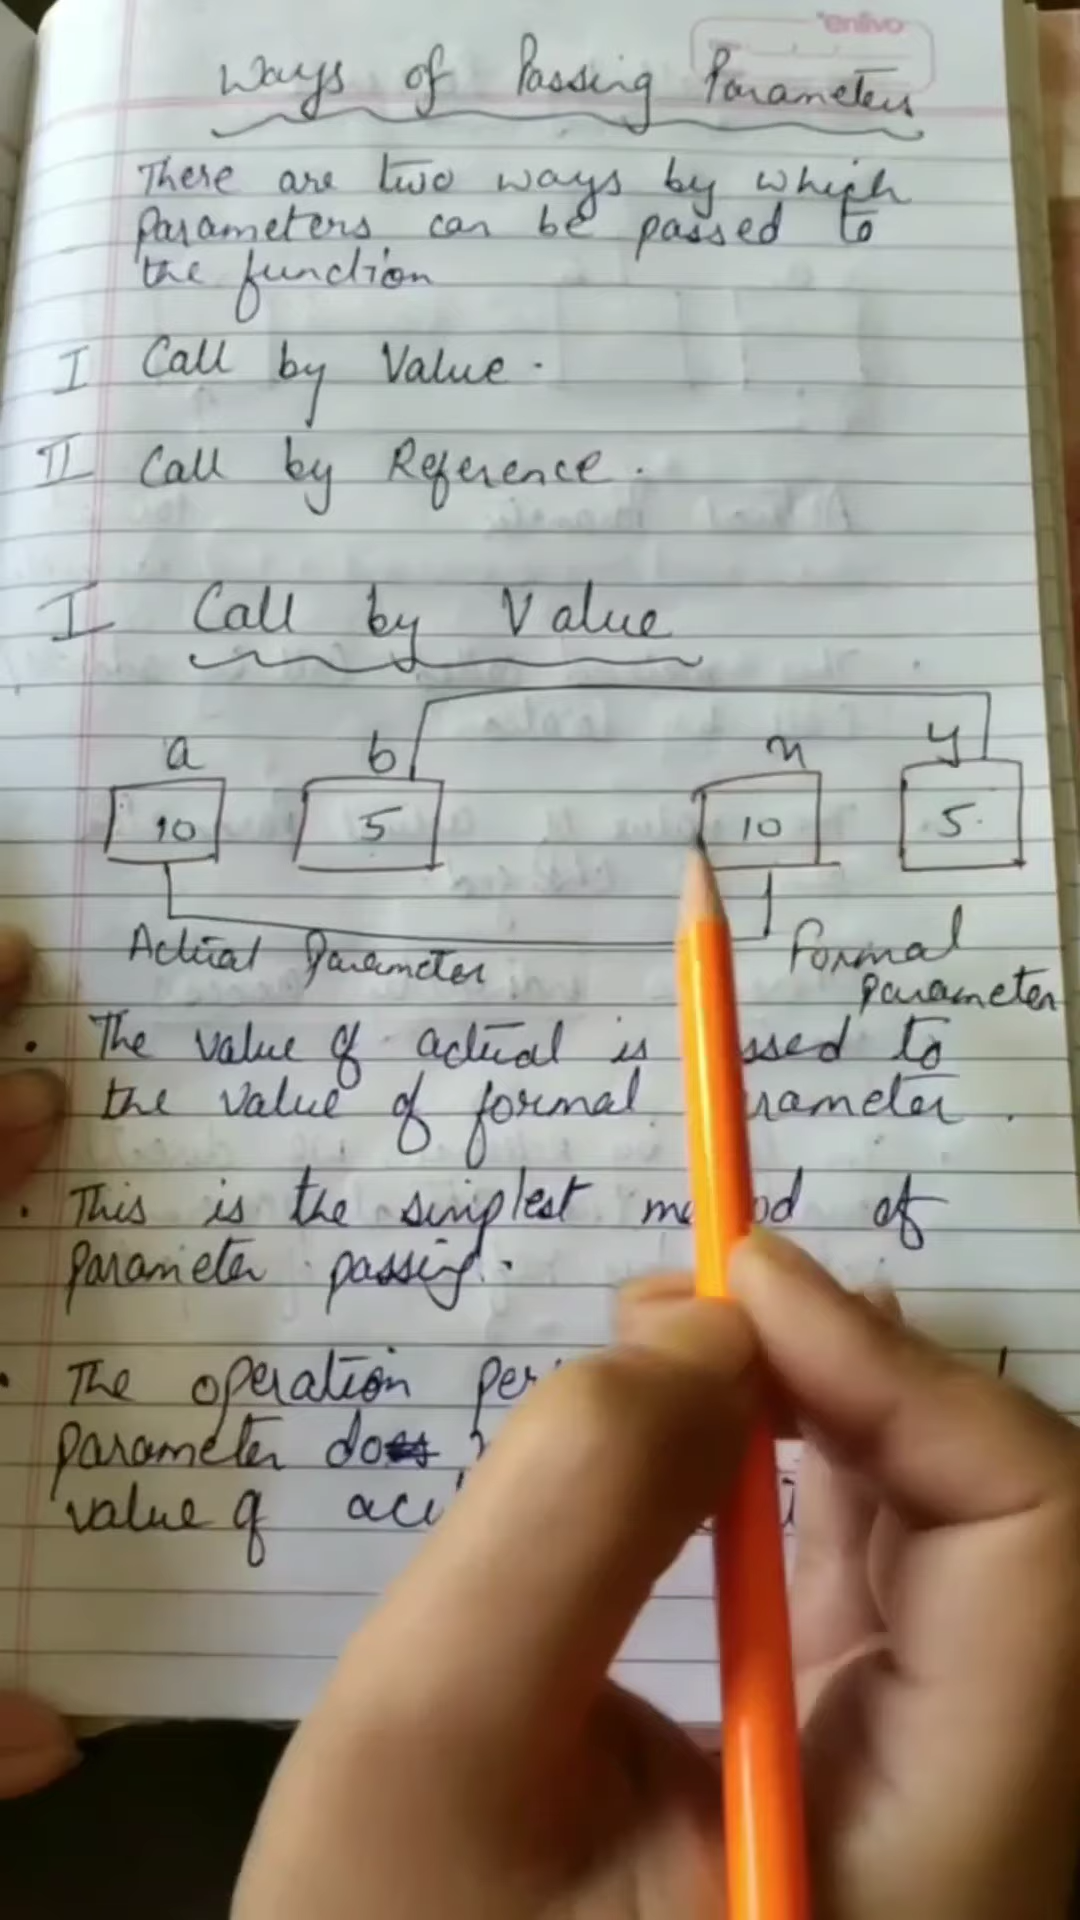 Ways of Passing Parameters
There are two ways by which
Parameters can be passed to
the function
I Call by Value.
II Call by Reference.
I Call by Value
a b x y
10 5 10 5.
Actual Parameter Formal
parameter
. The value of actual is to
the value of formal .
. This is the simplest of
Parameter passing.
. The operation
parameter
value of